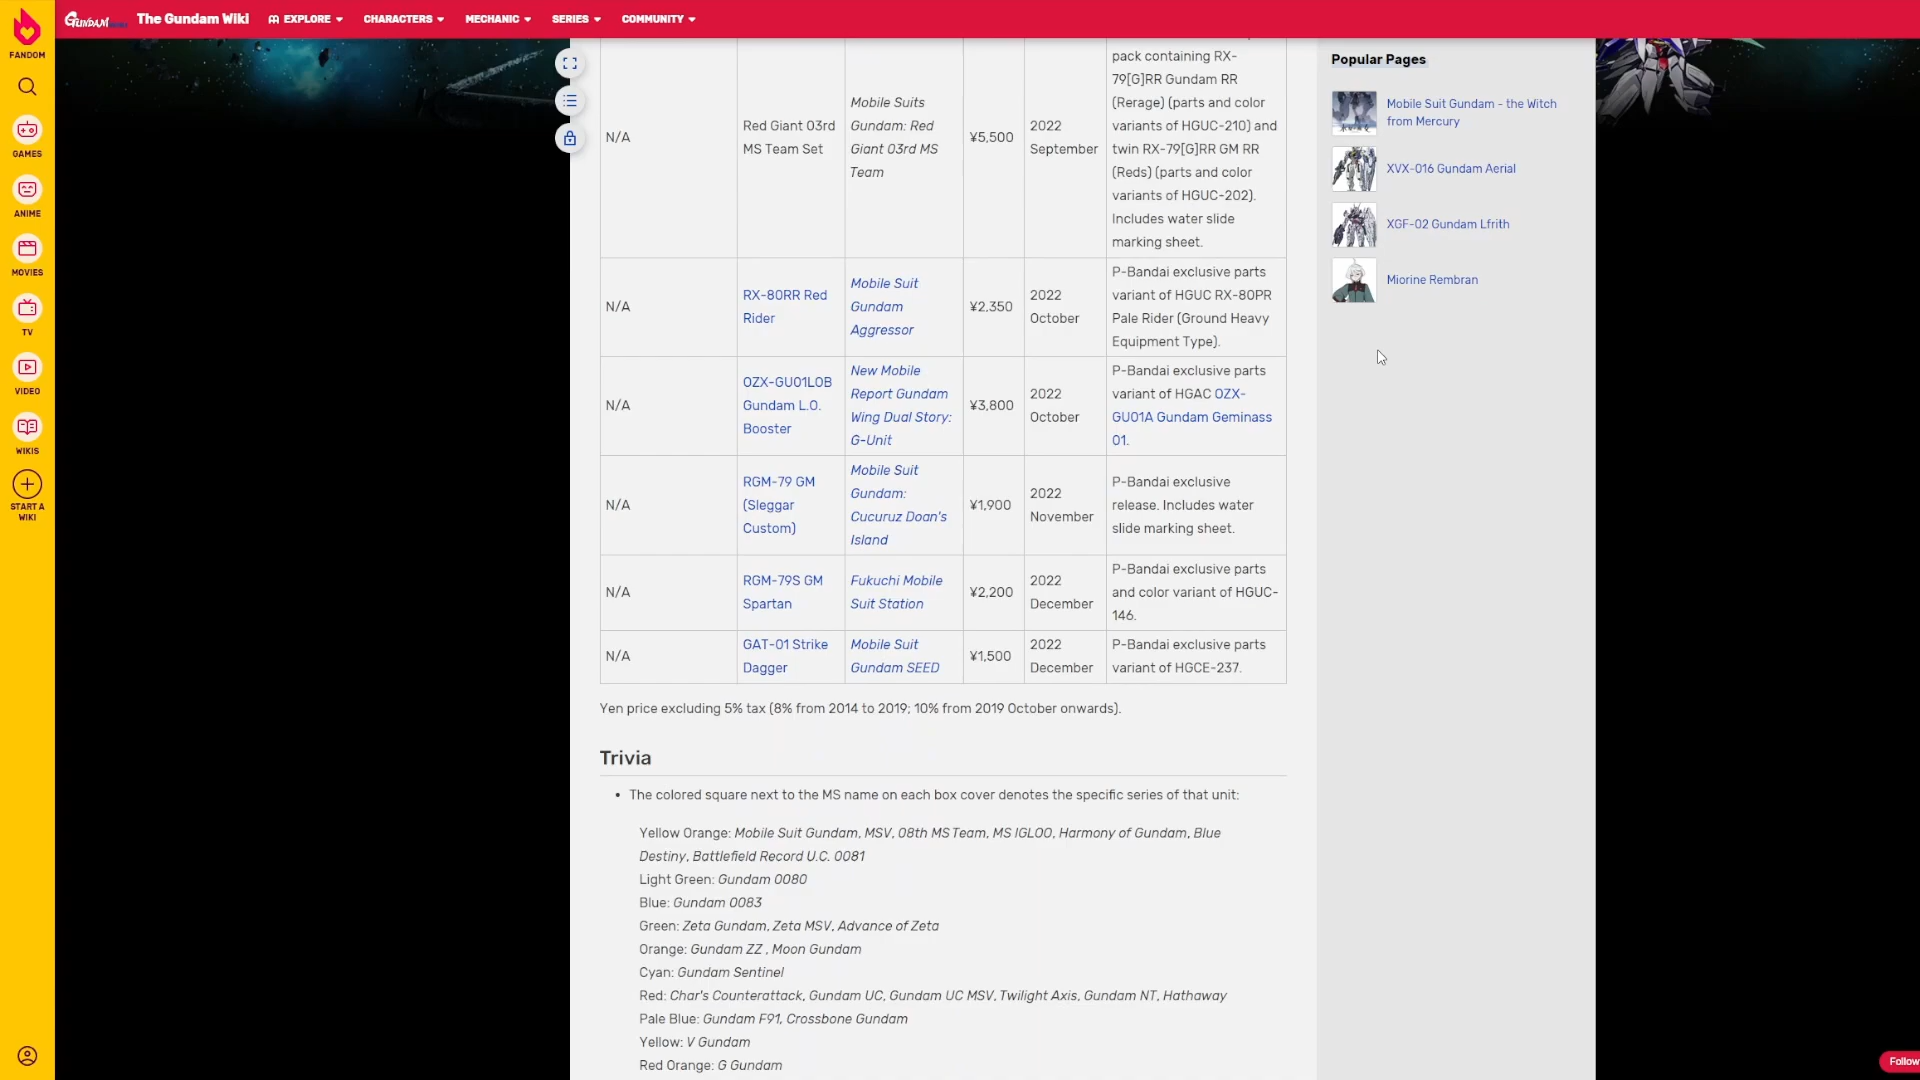 GUNDAM
The Gundam Wiki
EXPLORE
CHARACTERS
MECHANIC
SERIES
COMMUNITY
FANDOM
GAMES
ANIME
MOVIES
TV
VIDEO
WIKIS
START A
WIKI
pack containing RX-
79[G]RR Gundam RR
(Rerage) (parts and color
variants of HGUC-210) and
twin RX-79[G]RR GM RR
(Reds) (parts and color
variants of HGUC-202).
Includes water slide
marking sheet.
N/A
Red Giant 03rd
MS Team Set
Mobile Suits
Gundam: Red
Giant 03rd MS
Team
¥5,500
2022
September
N/A
RX-80RR Red
Rider
Mobile Suit
Gundam
Aggressor
¥2,350
2022
October
P-Bandai exclusive parts
variant of HGUC RX-80PR
Pale Rider (Ground Heavy
Equipment Type).
N/A
OZX-GU01LOB
Gundam L.O.
Booster
New Mobile
Report Gundam
Wing Dual Story:
G-Unit
¥3,800
2022
October
P-Bandai exclusive parts
variant of HGAC OZX-
GU01A Gundam Geminass
01.
N/A
RGM-79 GM
(Sleggar
Custom)
Mobile Suit
Gundam:
Cucuruz Doan's
Island
¥1,900
2022
November
P-Bandai exclusive
release. Includes water
slide marking sheet.
N/A
RGM-79S GM
Spartan
Fukuchi Mobile
Suit Station
¥2,200
2022
December
P-Bandai exclusive parts
and color variant of HGUC-
146.
N/A
GAT-01 Strike
Dagger
Mobile Suit
Gundam SEED
¥1,500
2022
December
P-Bandai exclusive parts
variant of HGCE-237.
Yen price excluding 5% tax (8% from 2014 to 2019; 10% from 2019 October onwards).
Trivia
• The colored square next to the MS name on each box cover denotes the specific series of that unit:
Yellow Orange: Mobile Suit Gundam, MSV, 08th MS Team, MS IGLOO, Harmony of Gundam, Blue
Destiny, Battlefield Record U.C. 0081
Light Green: Gundam 0080
Blue: Gundam 0083
Green: Zeta Gundam, Zeta MSV, Advance of Zeta
Orange: Gundam ZZ , Moon Gundam
Cyan: Gundam Sentinel
Red: Char's Counterattack, Gundam UC, Gundam UC MSV, Twilight Axis, Gundam NT, Hathaway
Pale Blue: Gundam F91, Crossbone Gundam
Yellow: V Gundam
Red Orange: G Gundam
Popular Pages
Mobile Suit Gundam - the Witch
from Mercury
XVX-016 Gundam Aerial
XGF-02 Gundam Lfrith
Miorine Rembran
Follow